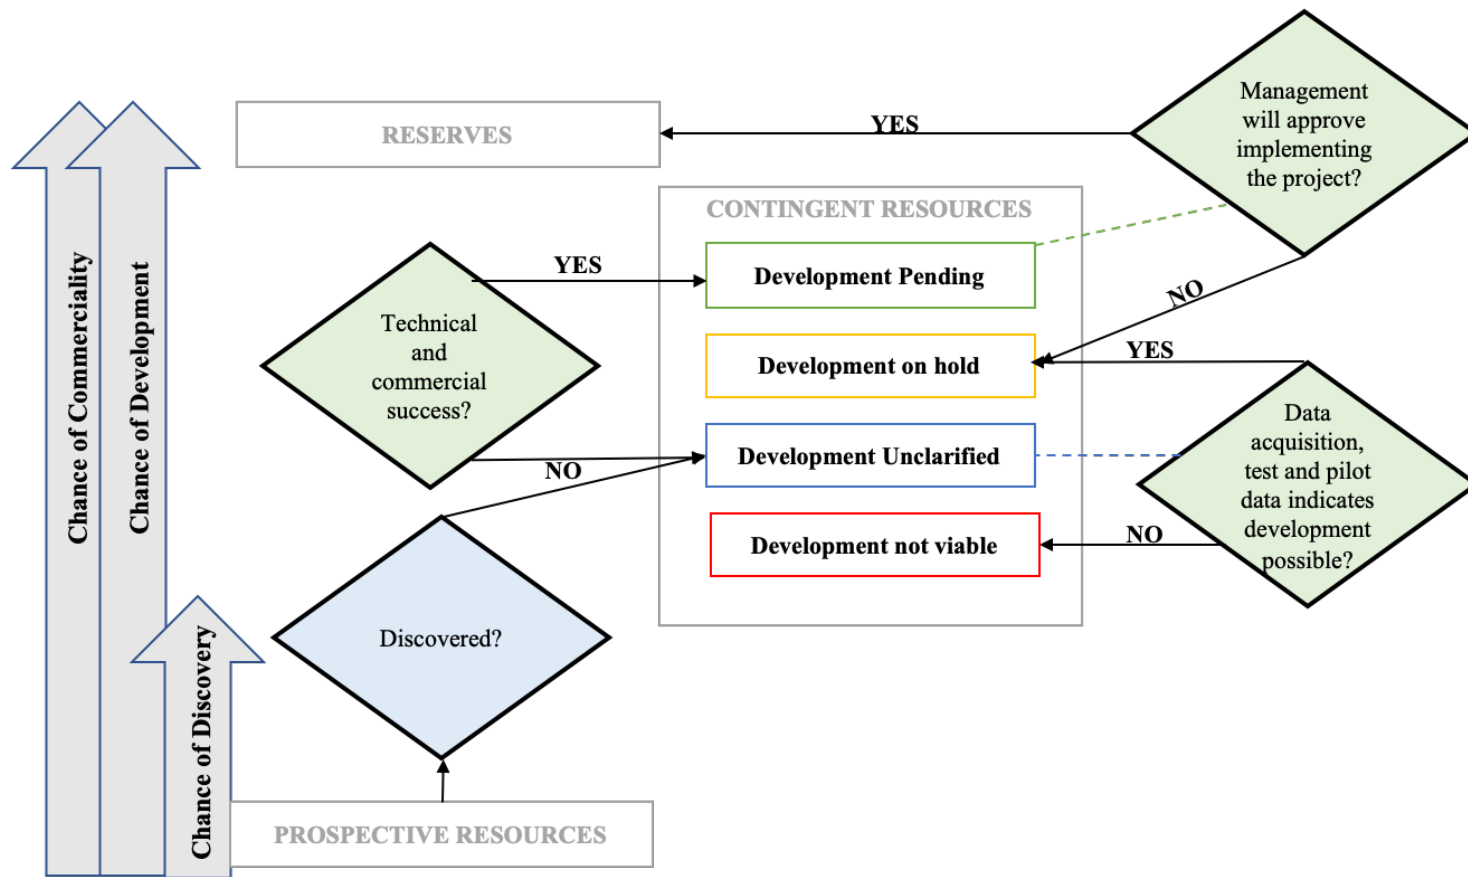 Management
will approve
implementing
the project?
YES
RESERVES
CONTINGENT RESOURCES
YES
Development Pending
NO
Technical
and
commercial
success?
Development on hold
YES
Data
acquisition,
test and pilot
data indicates
development
possible?
NO
Development Unclarified
Development not viable
NO
Discovered?
PROSPECTIVE RESOURCES
Chance of Commerciality
Chance of Development
Chance of Discovery